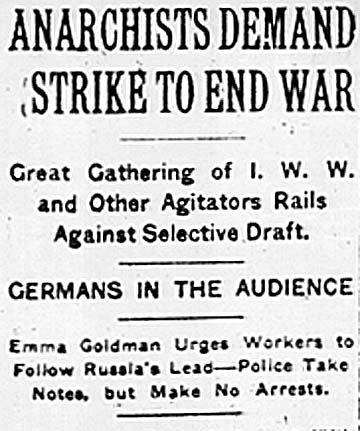 ANARCHISTS DEMAND
STRIKE TO END WAR
Great Gathering of I. W. W.
and Other Agitators Rails
Against Selective Draft.
GERMANS IN THE AUDIENCE
Emma Goldman Urges Workers to
Follow Russia's Lead—Police Take
Notes, but Make No Arrests.